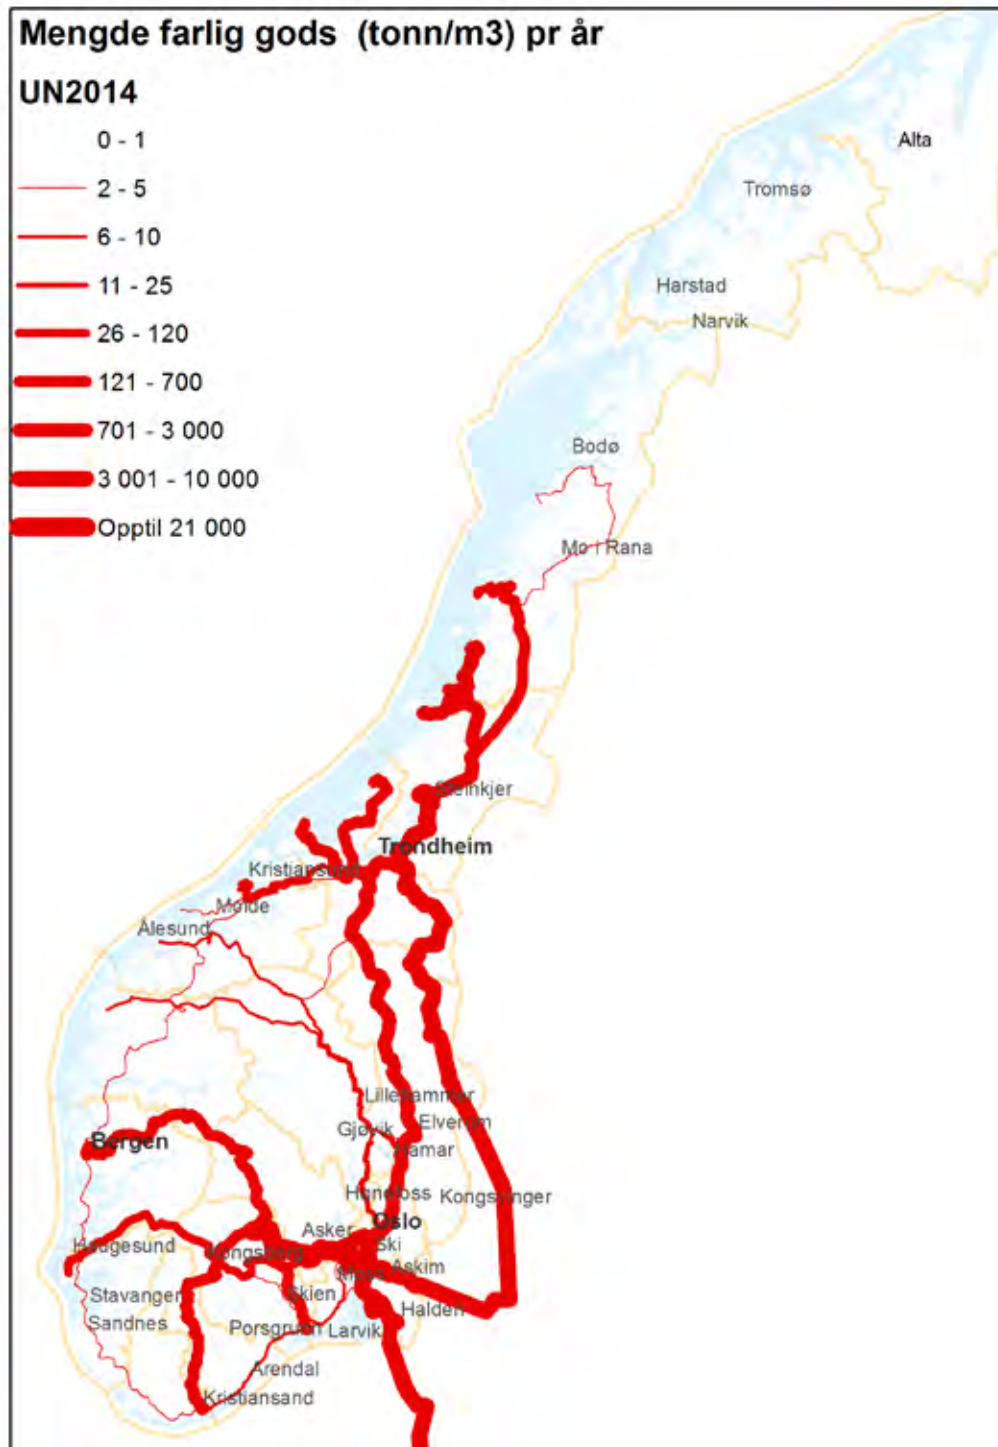 Mengde farlig gods (tonn/m3) pr år
UN2014
0 - 1
2 - 5
6 - 10
11 - 25
26 - 120
121 - 700
701 - 3 000
3 001 - 10 000
Opptil 21 000
Alta
Tromsø
Harstad
Narvik
Bodø
Mo i Rana
Steinkjer
Trondheim
Kristiansund
Molde
Ålesund
Lillehammer
Elverum
Gjøvik
Hamar
Bergen
Hønefoss
Kongsvinger
Oslo
Asker
Ski
Haugesund
Kongsberg
Askim
Moss
Stavanger
Skien
Halden
Sandnes
Porsgrunn
Larvik
Arendal
Kristiansand